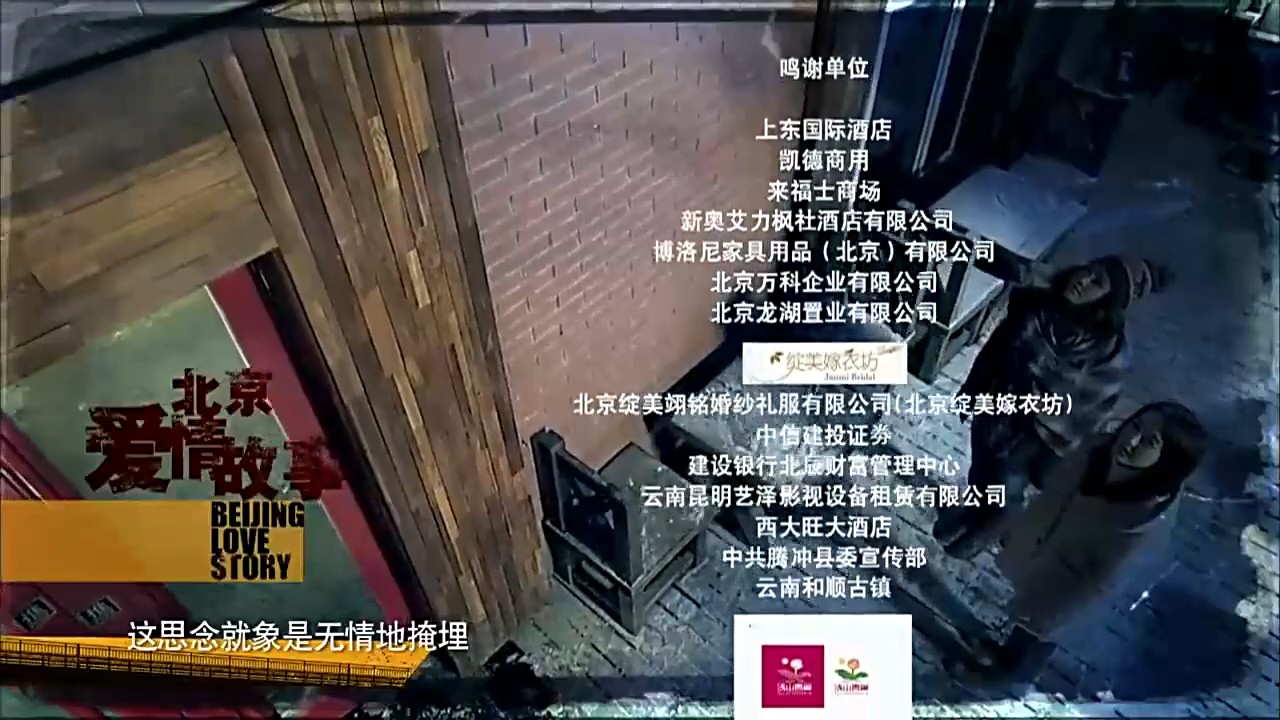 鸣谢单位
上东国际酒店
凯德商用
来福士商场
新奥艾力枫社酒店有限公司
博洛尼家具用品（北京）有限公司
北京万科企业有限公司
北京龙湖置业有限公司
绽美嫁衣坊
Janmi Bridal
北京绽美翊铭婚纱礼服有限公司(北京绽美嫁衣坊)
中信建投证券
建设银行北辰财富管理中心
云南昆明艺泽影视设备租赁有限公司
西大旺大酒店
中共腾冲县委宣传部
云南和顺古镇
北京
爱情故事
BEIJING
LOVE
STORY
这思念就象是无情地掩埋